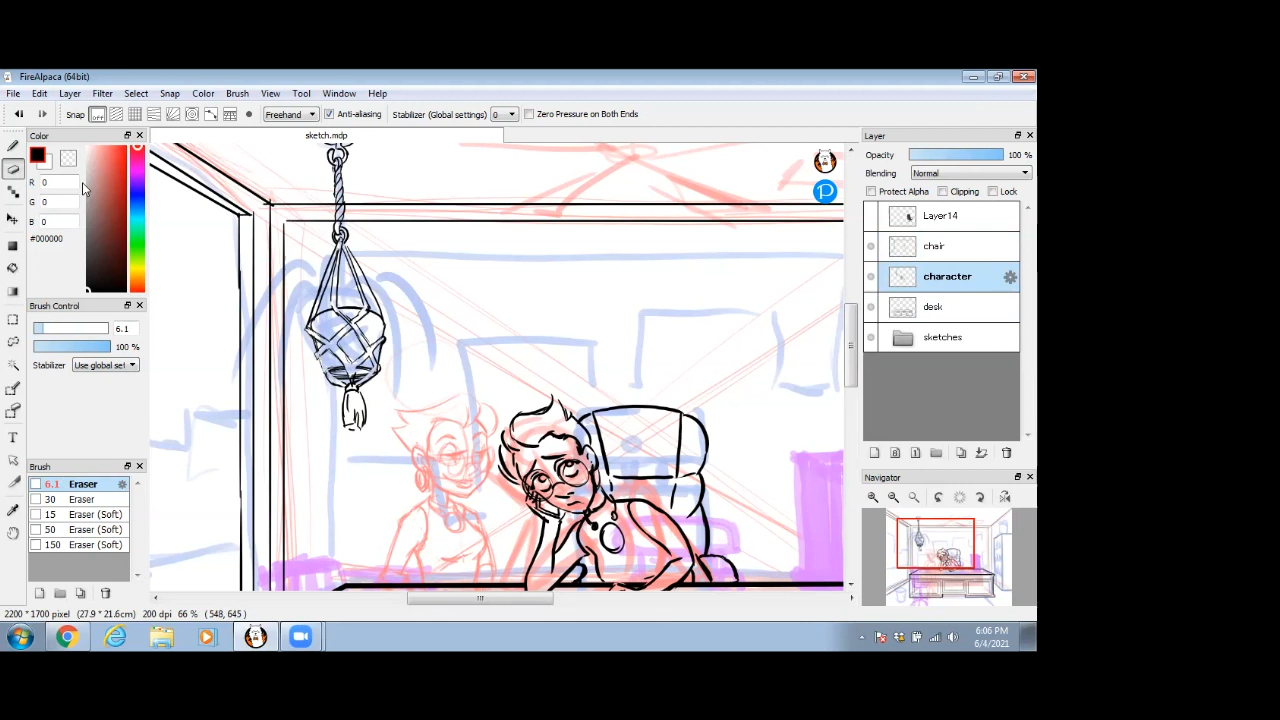 FireAlpaca (64bit)
File Edit Layer Filter Select Snap Color Brush View Tool Window Help
Snap OFF Freehand Anti-aliasing Stabilizer (Global settings) 0 Zero Pressure on Both Ends
Color
sketch.mdp
R 0
G 0
B 0
#000000
Brush Control
6.1
100 %
Stabilizer Use global set
Brush
6.1 Eraser
30 Eraser
15 Eraser (Soft)
50 Eraser (Soft)
150 Eraser (Soft)
Layer
Opacity 100 %
Blending Normal
Protect Alpha Clipping Lock
Layer14
chair
character
desk
sketches
Navigator
2200 * 1700 pixel (27.9 * 21.6cm) 200 dpi 66 % (548, 645)
6:06 PM
6/4/2021